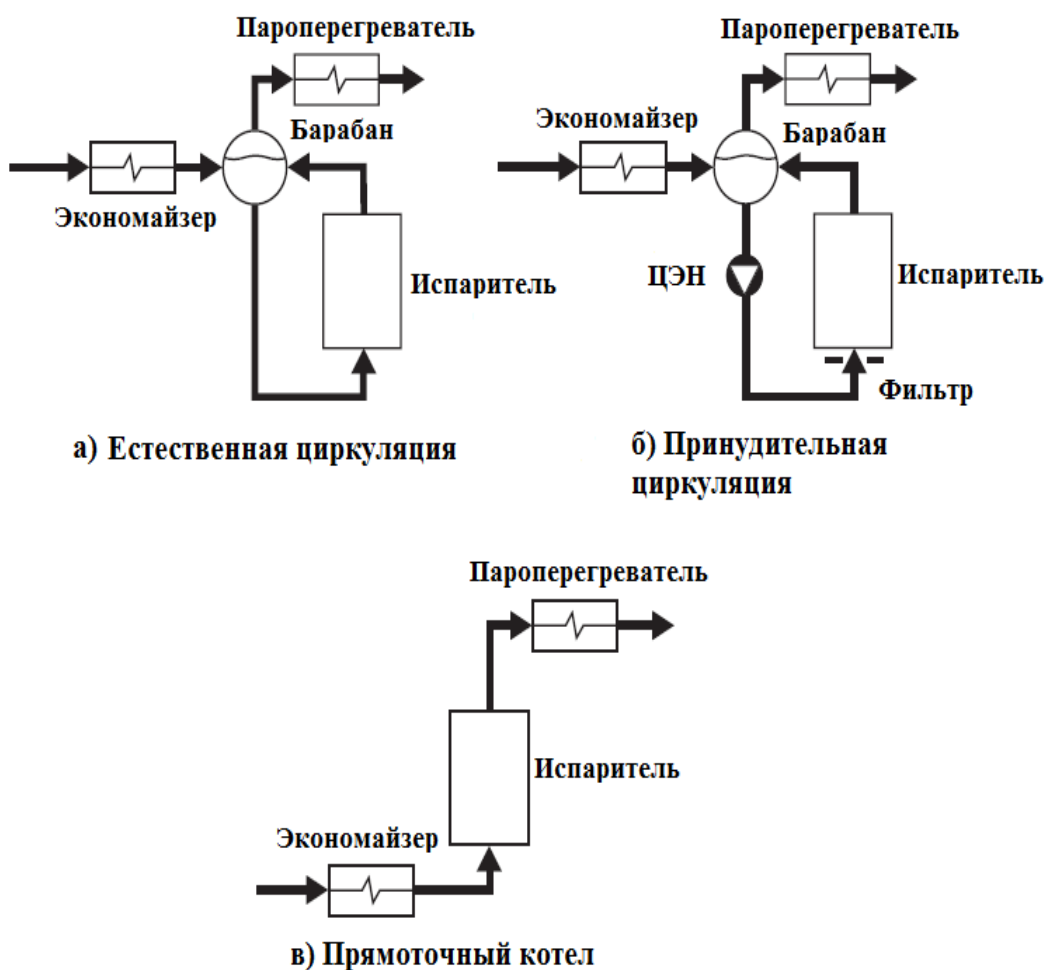 Пароперегреватель
Барабан
Экономайзер
Испаритель
а) Естественная циркуляция
Пароперегреватель
Экономайзер
Барабан
ЦЭН
Испаритель
Фильтр
б) Принудительная
циркуляция
Пароперегреватель
Испаритель
Экономайзер
в) Прямоточный котел